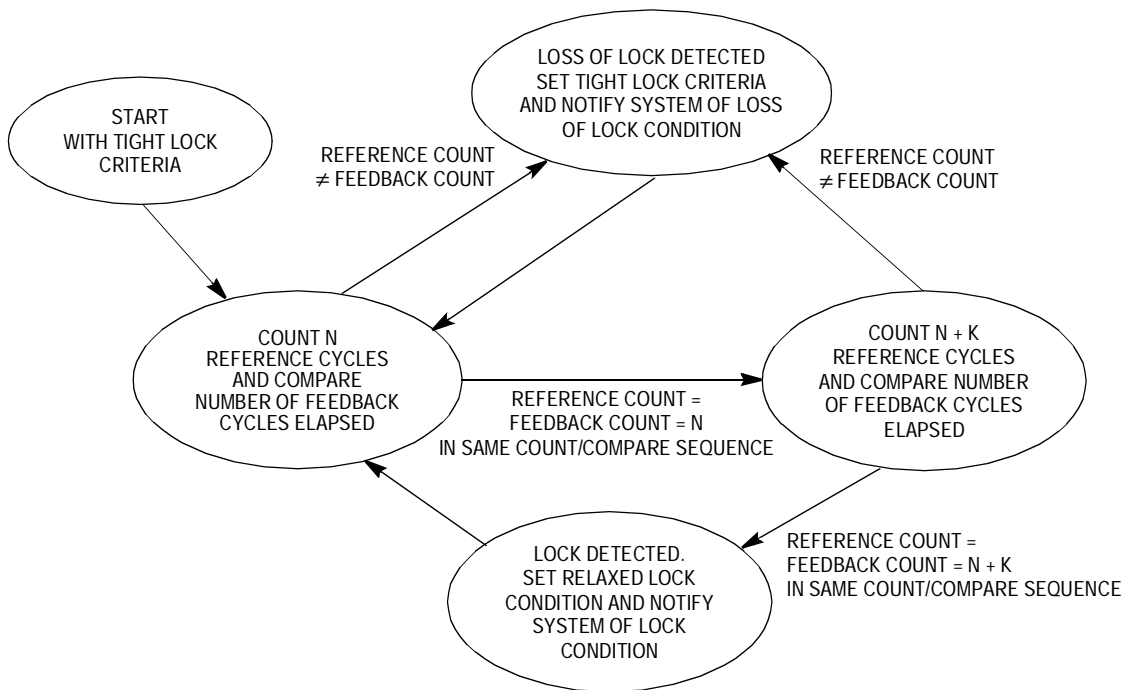 START
WITH TIGHT LOCK
CRITERIA
LOSS OF LOCK DETECTED
SET TIGHT LOCK CRITERIA
AND NOTIFY SYSTEM OF LOSS
OF LOCK CONDITION
REFERENCE COUNT
≠ FEEDBACK COUNT
REFERENCE COUNT
≠ FEEDBACK COUNT
COUNT N
REFERENCE CYCLES
AND COMPARE
NUMBER OF FEEDBACK
CYCLES ELAPSED
REFERENCE COUNT =
FEEDBACK COUNT = N
IN SAME COUNT/COMPARE SEQUENCE
COUNT N + K
REFERENCE CYCLES
AND COMPARE NUMBER
OF FEEDBACK CYCLES
ELAPSED
LOCK DETECTED.
SET RELAXED LOCK
CONDITION AND NOTIFY
SYSTEM OF LOCK
CONDITION
REFERENCE COUNT =
FEEDBACK COUNT = N + K
IN SAME COUNT/COMPARE SEQUENCE